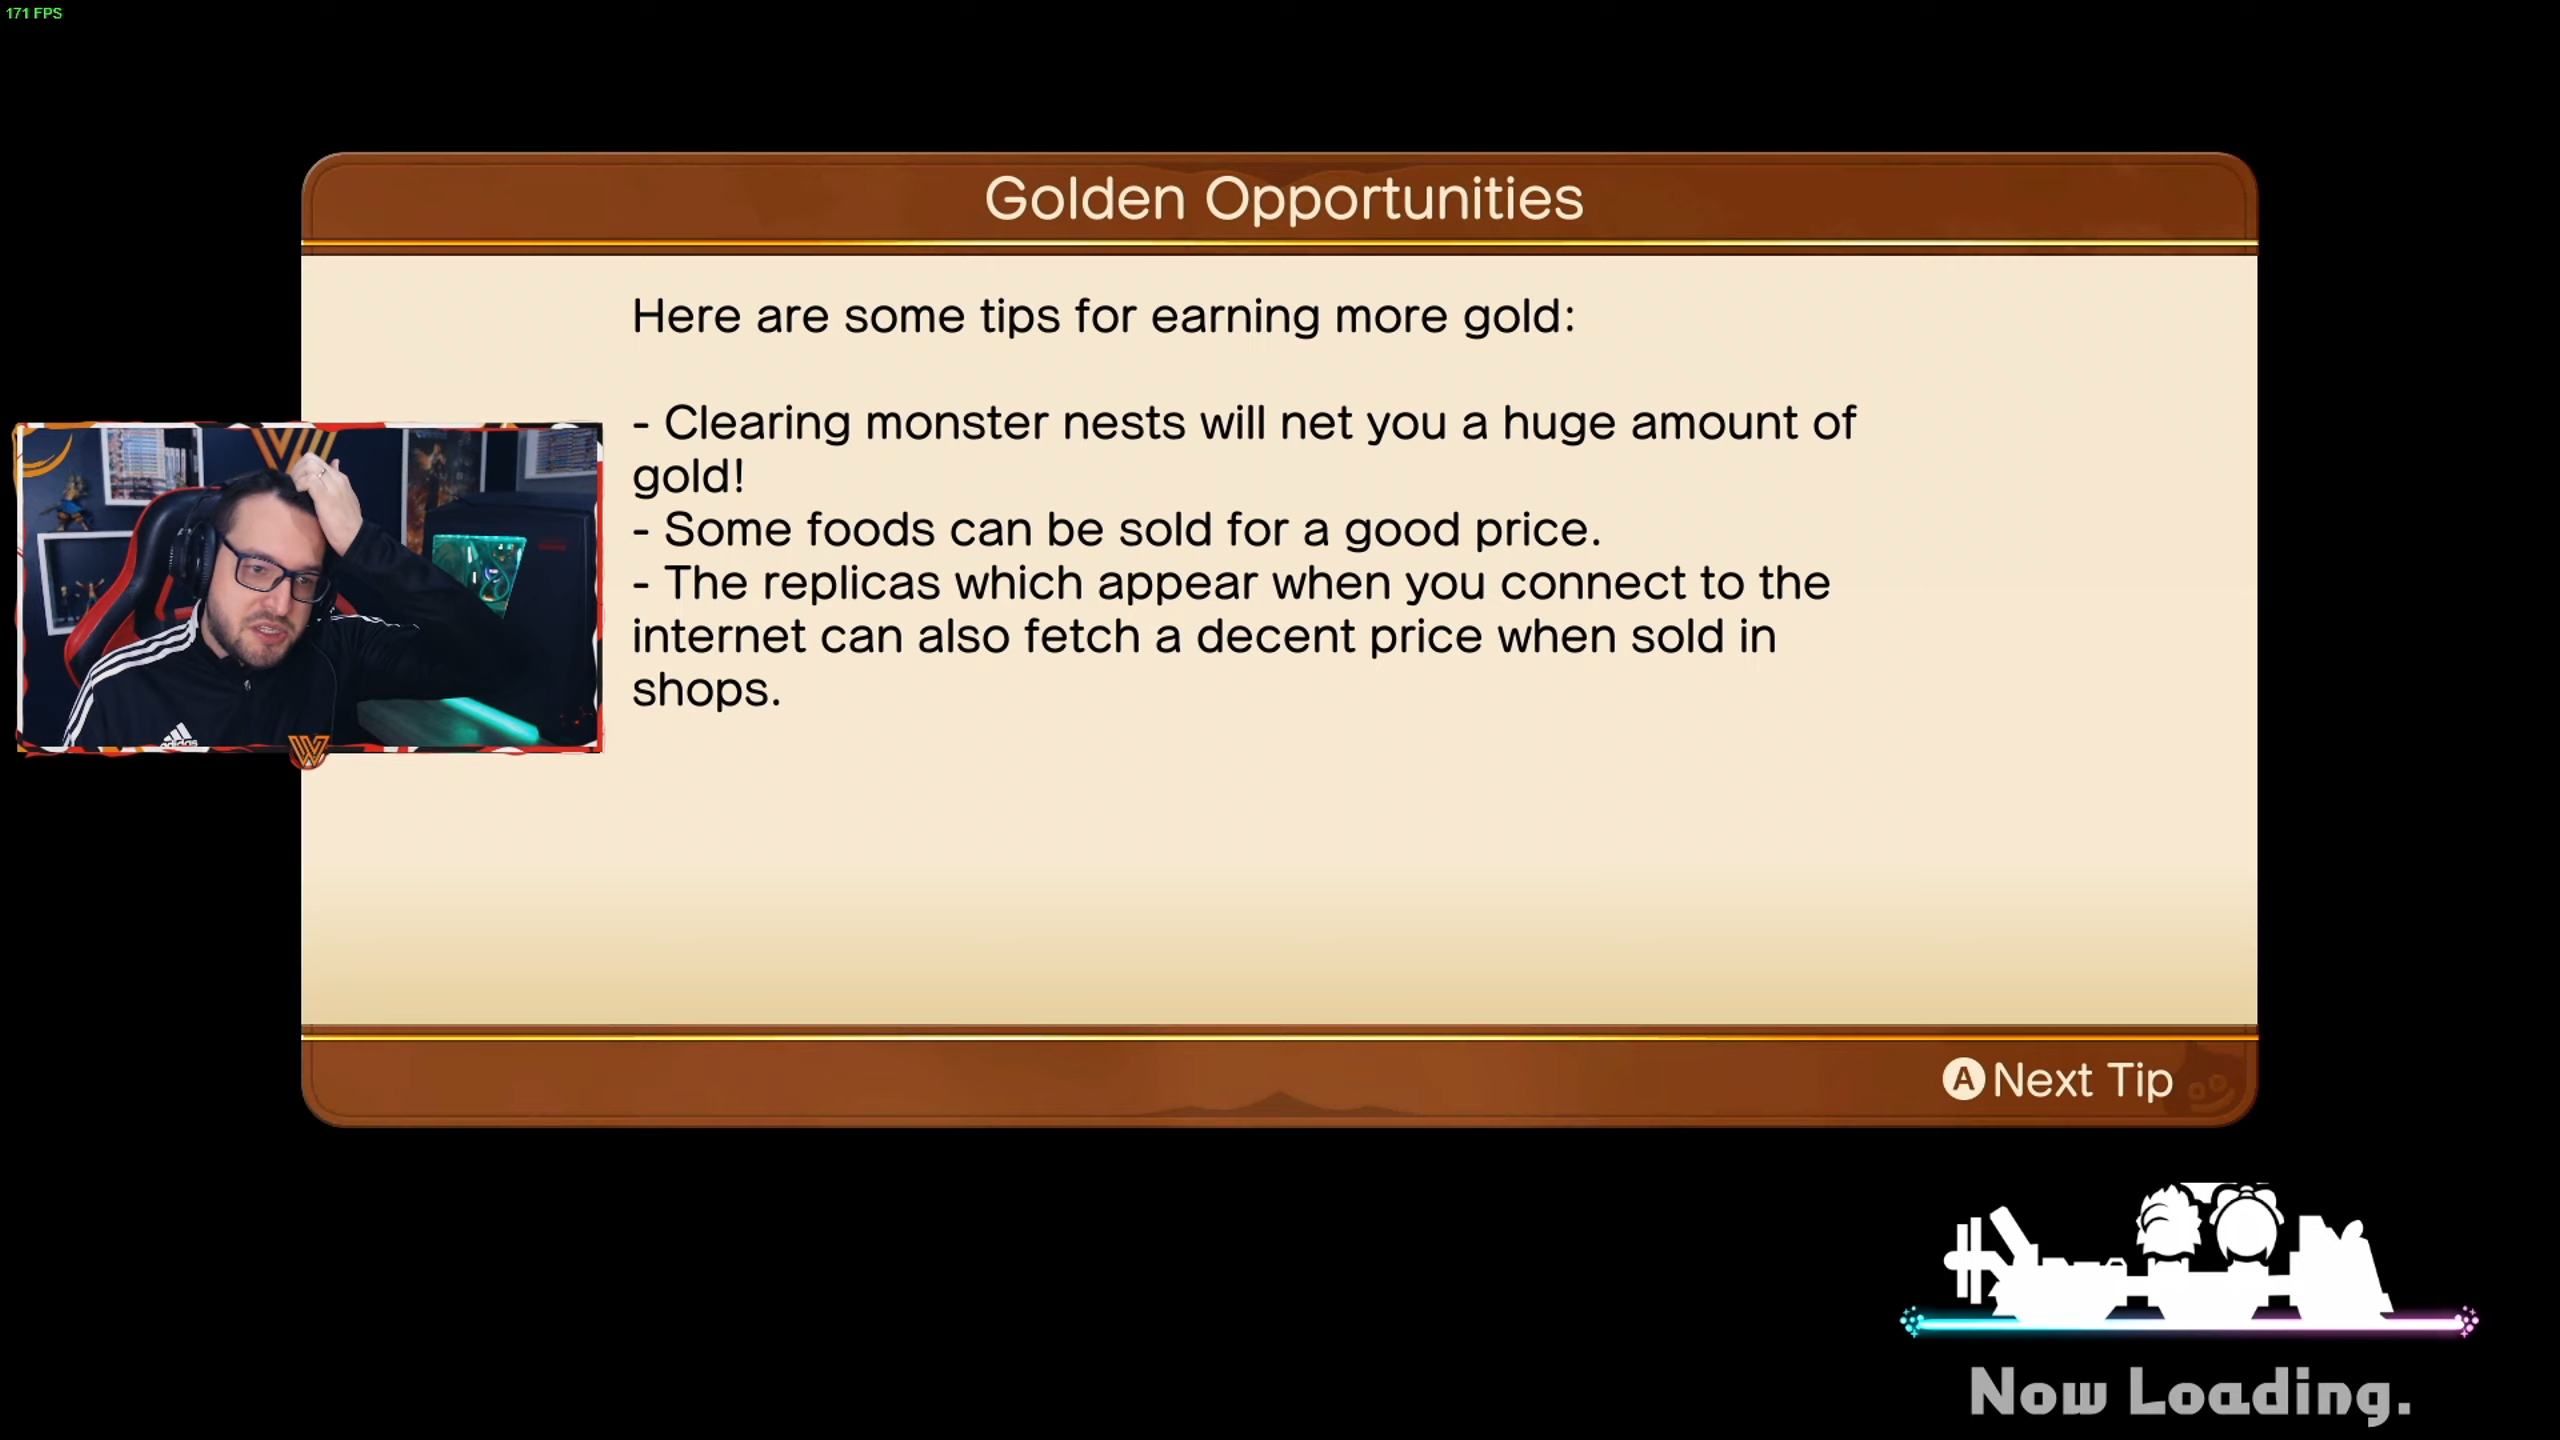 171 FPS
Golden Opportunities
Here are some tips for earning more gold:
- Clearing monster nests will net you a huge amount of
gold!
- Some foods can be sold for a good price.
- The replicas which appear when you connect to the
internet can also fetch a decent price when sold in
shops.
adidas
A Next Tip
Now Loading.